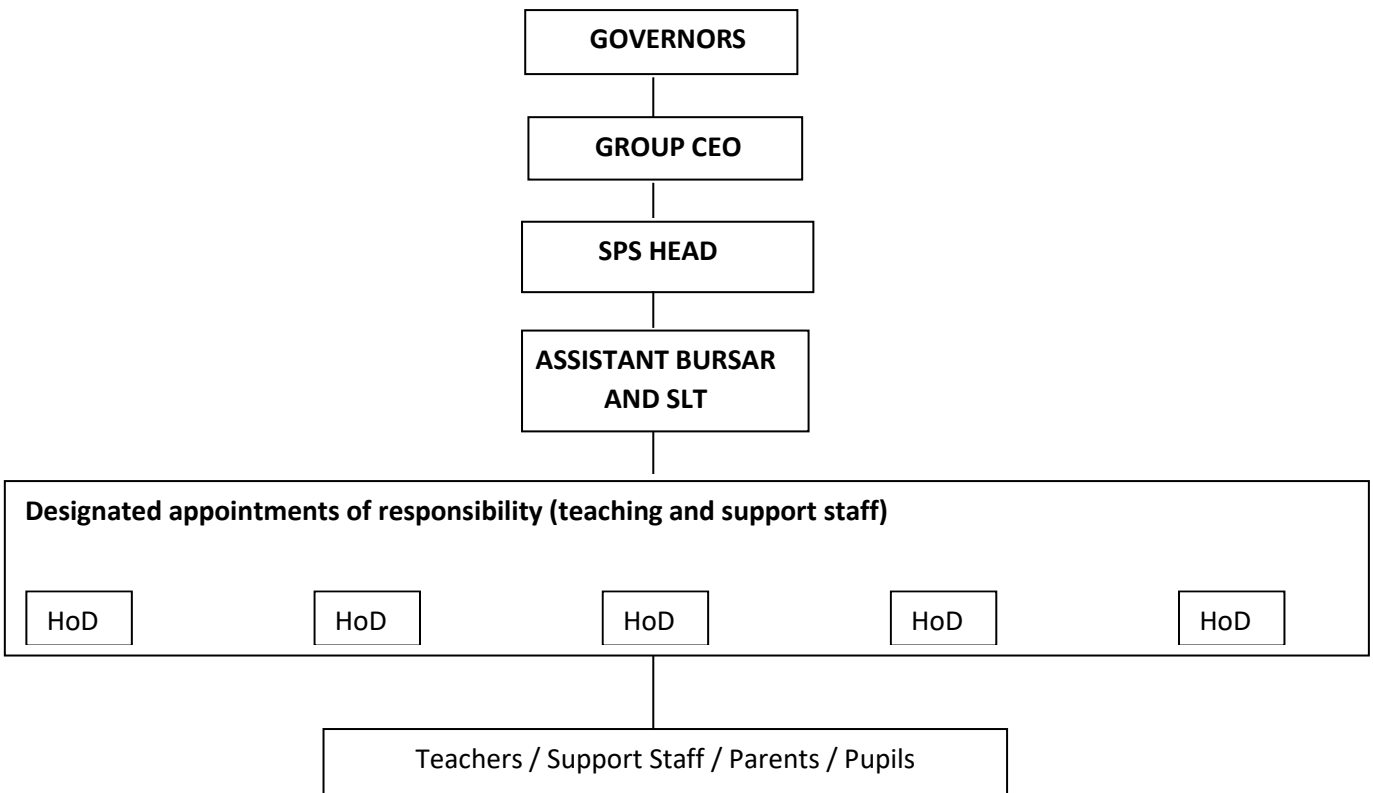 GOVERNORS
GROUP CEO
SPS HEAD
ASSISTANT BURSAR
AND SLT
Designated appointments of responsibility (teaching and support staff)
HoD
HoD
HoD
HoD
HoD
Teachers / Support Staff / Parents / Pupils